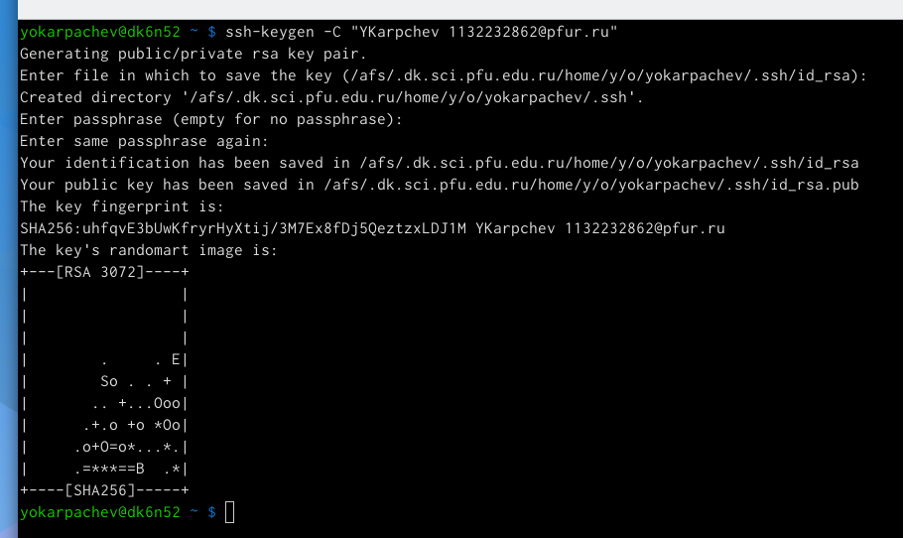 yokarpachev@dk6n52 ~ $ ssh-keygen -C "YKarpchev 1132232862@pfur.ru"
Generating public/private rsa key pair.
Enter file in which to save the key (/afs/.dk.sci.pfu.edu.ru/home/y/o/yokarpachev/.ssh/id_rsa):
Created directory '/afs/.dk.sci.pfu.edu.ru/home/y/o/yokarpachev/.ssh'.
Enter passphrase (empty for no passphrase):
Enter same passphrase again:
Your identification has been saved in /afs/.dk.sci.pfu.edu.ru/home/y/o/yokarpachev/.ssh/id_rsa
Your public key has been saved in /afs/.dk.sci.pfu.edu.ru/home/y/o/yokarpachev/.ssh/id_rsa.pub
The key fingerprint is:
SHA256:uhfqvE3bUwKfryrHyXtij/3M7Ex8fDj5QeztzxLDJ1M YKarpchev 1132232862@pfur.ru
The key's randomart image is:
+---[RSA 3072]----+
|                 |
|                 |
|                 |
|        .     . E|
|        So . . + |
|       .. +...Ooo|
|      .+.o +o *Oo|
|     .o+O=o*...*.|
|     .=***==B  .*|
+----[SHA256]-----+
yokarpachev@dk6n52 ~ $